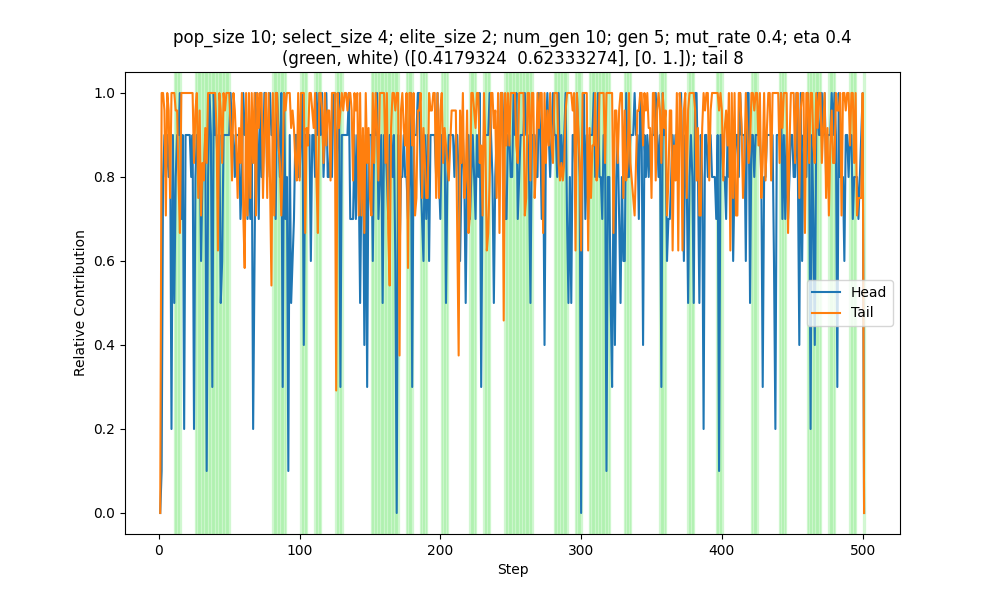 pop_size 10; select_size 4; elite_size 2; num_gen 10; gen 5; mut_rate 0.4; eta 0.4
(green, white) ([0.4179324  0.62333274], [0. 1.]); tail 8
1.0
0.8
0.6
0.4
0.2
0.0
Relative Contribution
Head
Tail
0 100 200 300 400 500
Step